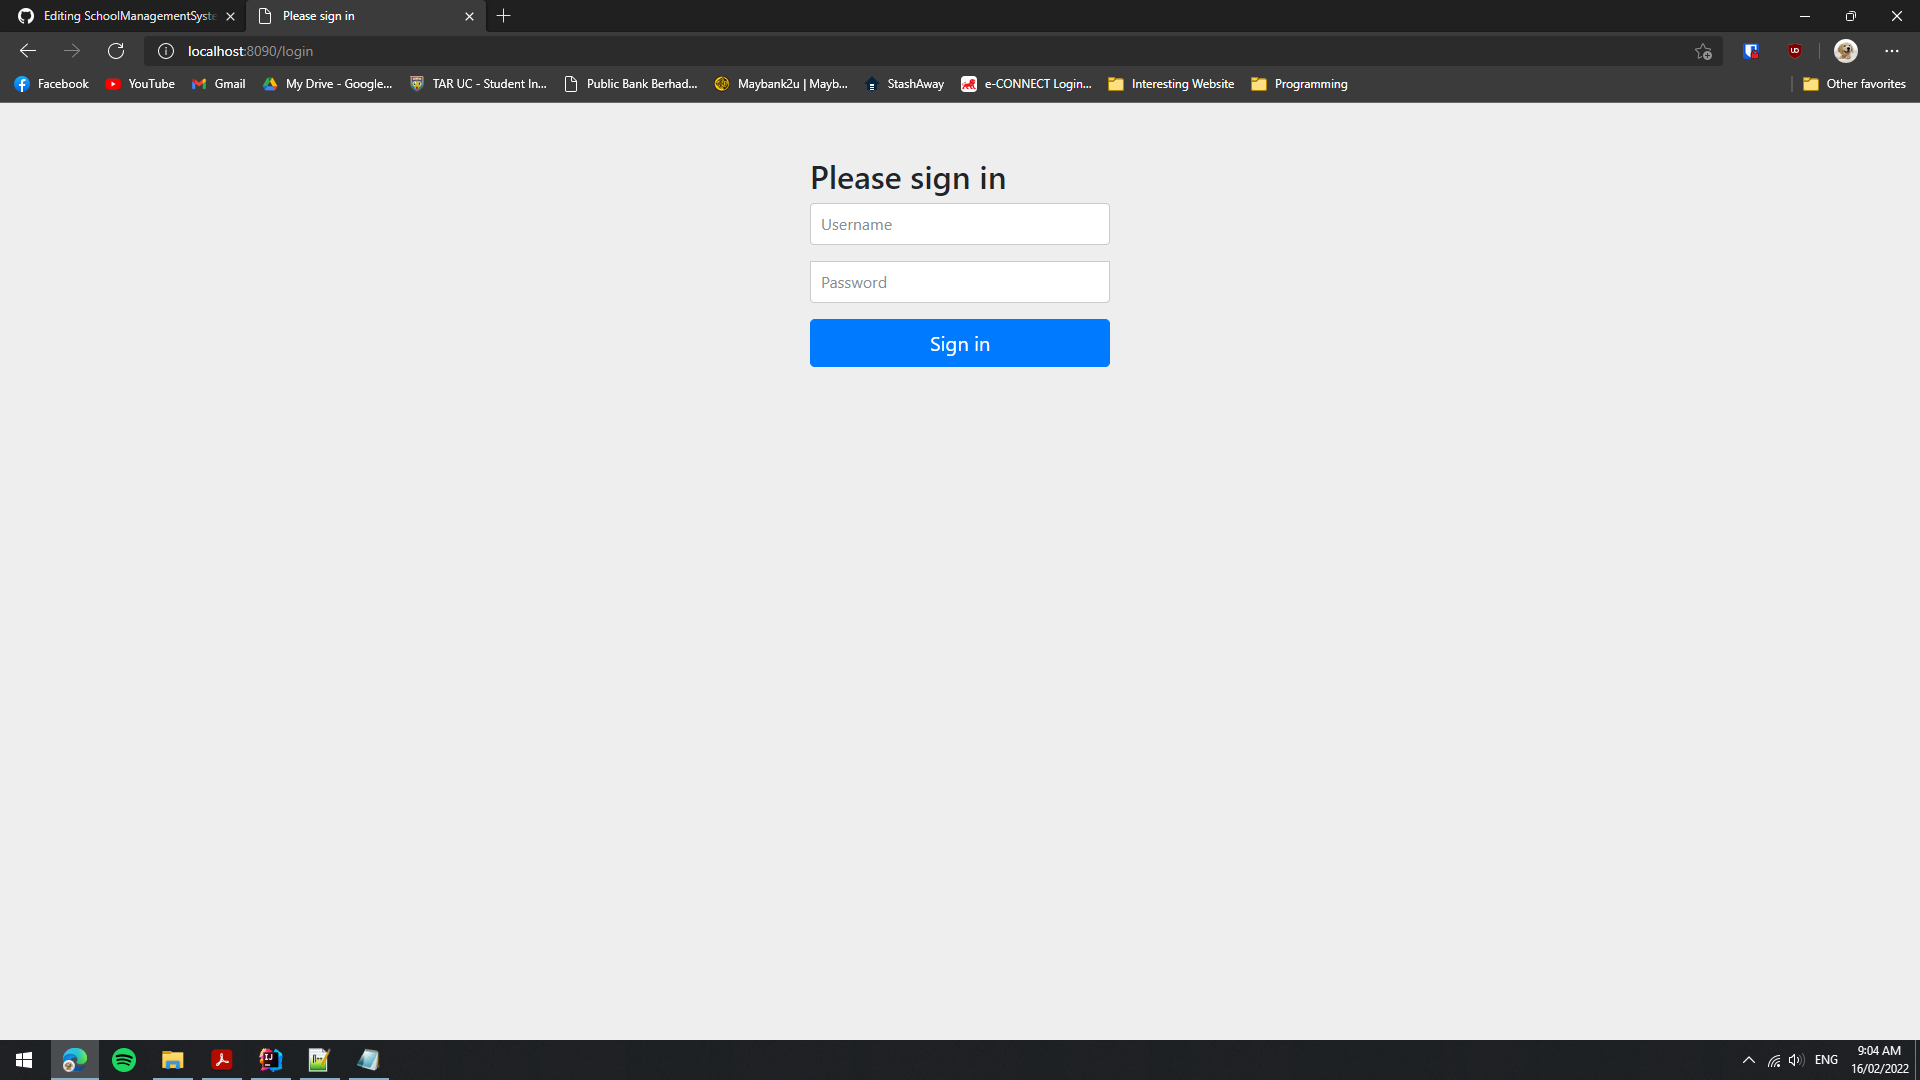 Editing SchoolManagementSyste
Please sign in
localhost:8090/login
Facebook
YouTube
Gmail
My Drive - Google...
TAR UC - Student In...
Public Bank Berhad...
Maybank2u | Mayb...
StashAway
e-CONNECT Login...
Interesting Website
Programming
Other favorites
Please sign in
Username
Password
Sign in
ENG
9:04 AM
16/02/2022